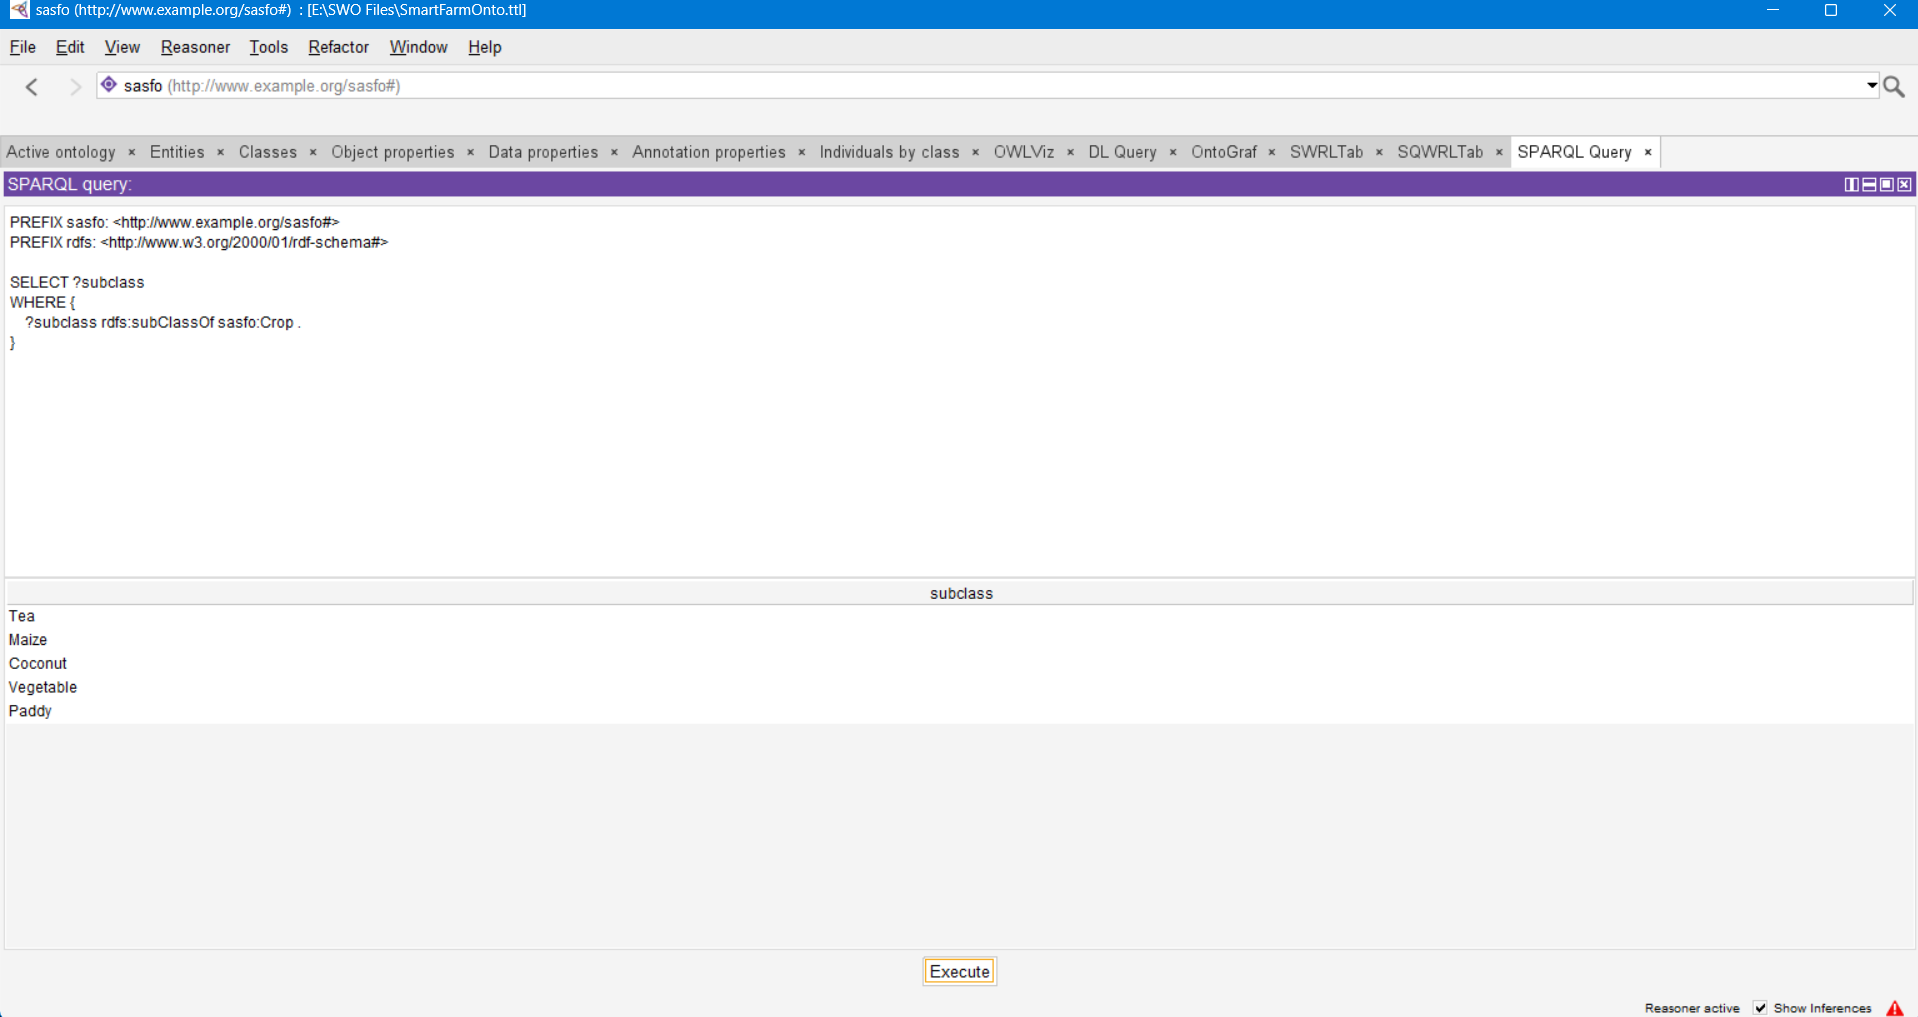 sasfo (http://www.example.org/sasfo#)  : [E:\SWO Files\SmartFarmOnto.ttl]
File Edit View Reasoner Tools Refactor Window Help
sasfo (http://www.example.org/sasfo#)
Active ontology × Entities × Classes × Object properties × Data properties × Annotation properties × Individuals by class × OWLViz × DL Query × OntoGraf × SWRLTab × SQWRLTab × SPARQL Query ×
SPARQL query:
PREFIX sasfo: <http://www.example.org/sasfo#>
PREFIX rdfs: <http://www.w3.org/2000/01/rdf-schema#>
SELECT ?subclass
WHERE {
?subclass rdfs:subClassOf sasfo:Crop .
}
subclass
Tea
Maize
Coconut
Vegetable
Paddy
Execute
Reasoner active Show Inferences